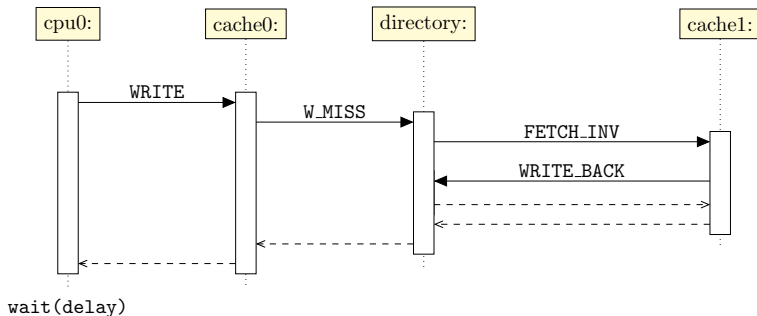 cpu0:
cache0:
directory:
cache1:
WRITE
W_MISS
FETCH_INV
WRITE_BACK
wait(delay)